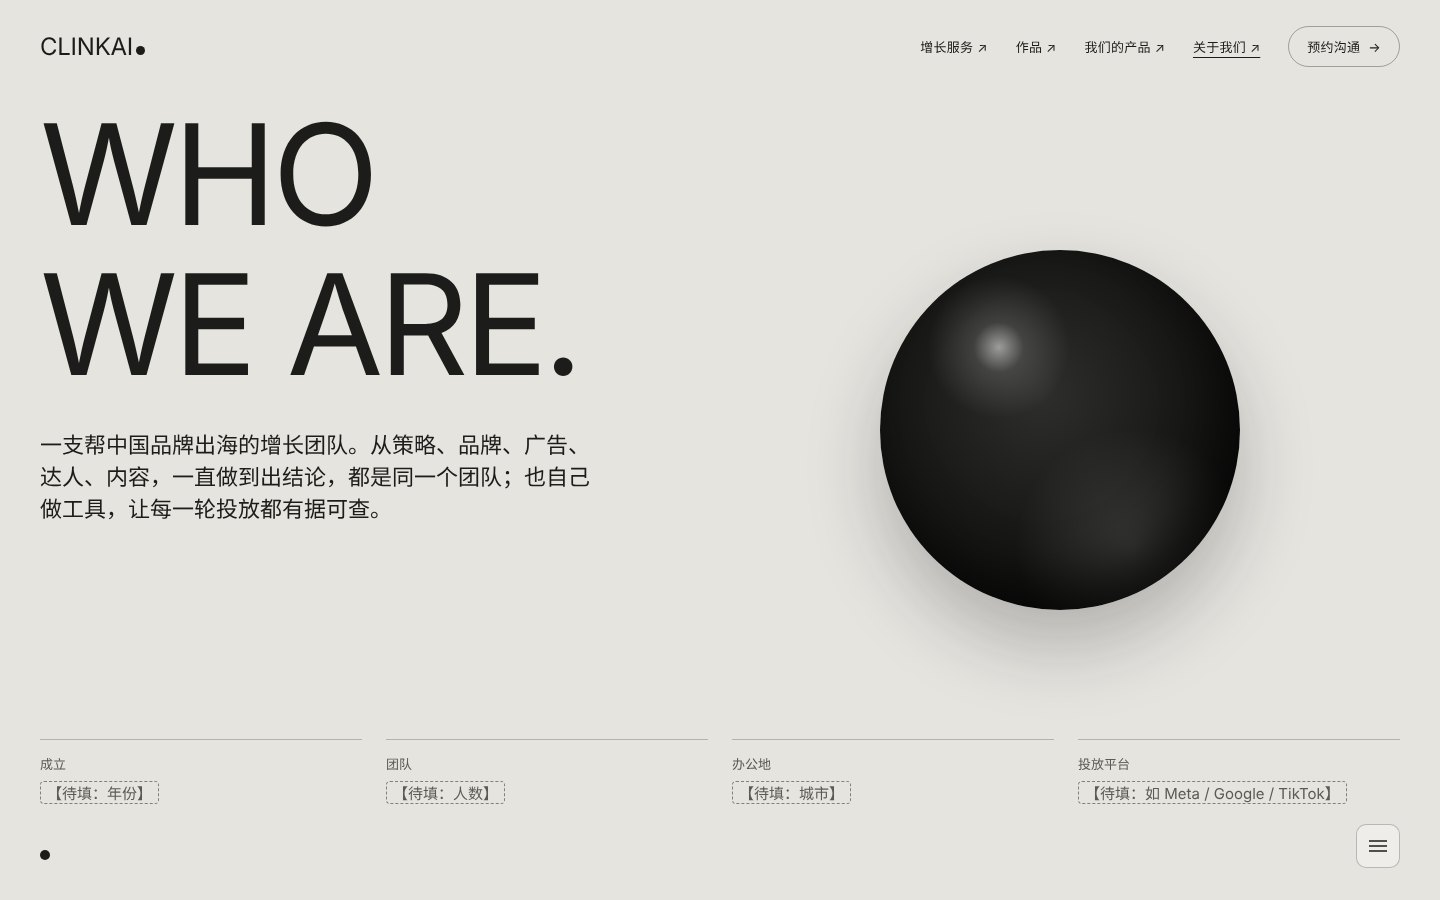 CLINKAI
增长服务 ↗
作品 ↗
我们的产品 ↗
关于我们 ↗
预约沟通 →
WHO
WE ARE.
一支帮中国品牌出海的增长团队。从策略、品牌、广告、
达人、内容，一直做到出结论，都是同一个团队；也自己
做工具，让每一轮投放都有据可查。
成立
【待填：年份】
团队
【待填：人数】
办公地
【待填：城市】
投放平台
【待填：如 Meta / Google / TikTok】